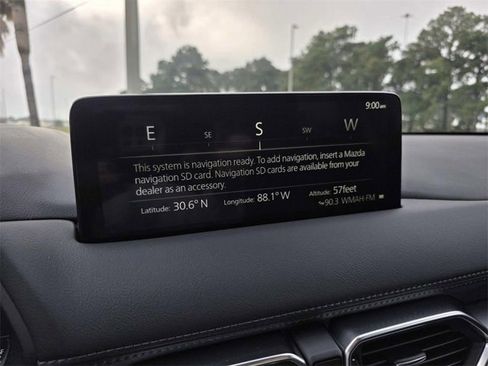 9:00am
E SE S SW W
This system is navigation ready. To add navigation, insert a Mazda
navigation SD card. Navigation SD cards are available from your
dealer as an accessory.
Latitude: 30.6° N Longitude: 88.1° W Altitude: 57feet
90.3 WMAH FM